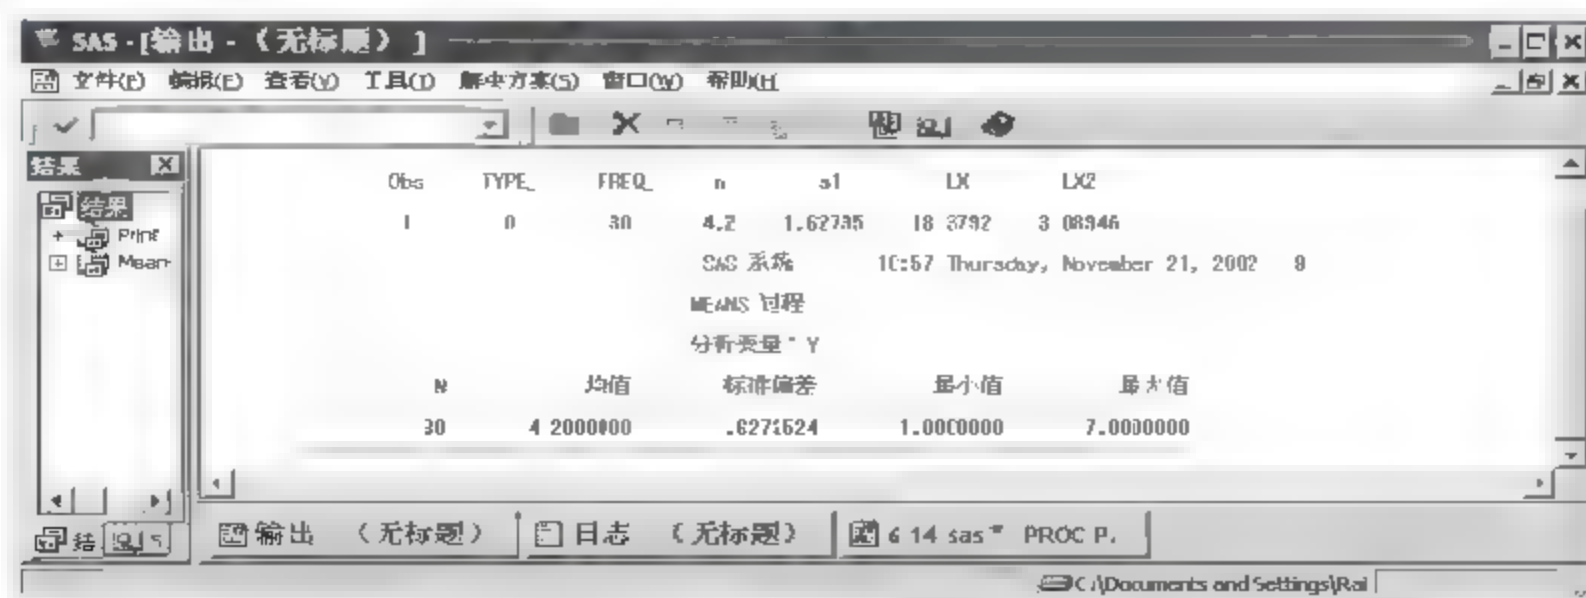 SAS - [输出 - （无标题）]
文件(F) 编辑(E) 查看(V) 工具(T) 解决方案(S) 窗口(W) 帮助(H
结果
结果
Print
Mean
Obs TYPE_ FREQ_ n s1 LX LX2
1 0 30 4.2 1.62735 18 3792 3 08946
SAS 系统 10:57 Thursday, November 21, 2002
MEANS 过程
分析变量 Y
N 均值 标准偏差 最小值 最大值
30 4 2000000 1.0000000 7.0000000
结
输出 （无标题） 日志 （无标题） 6 14 sas * PROC P.
C:\Documents and Settings\Rai